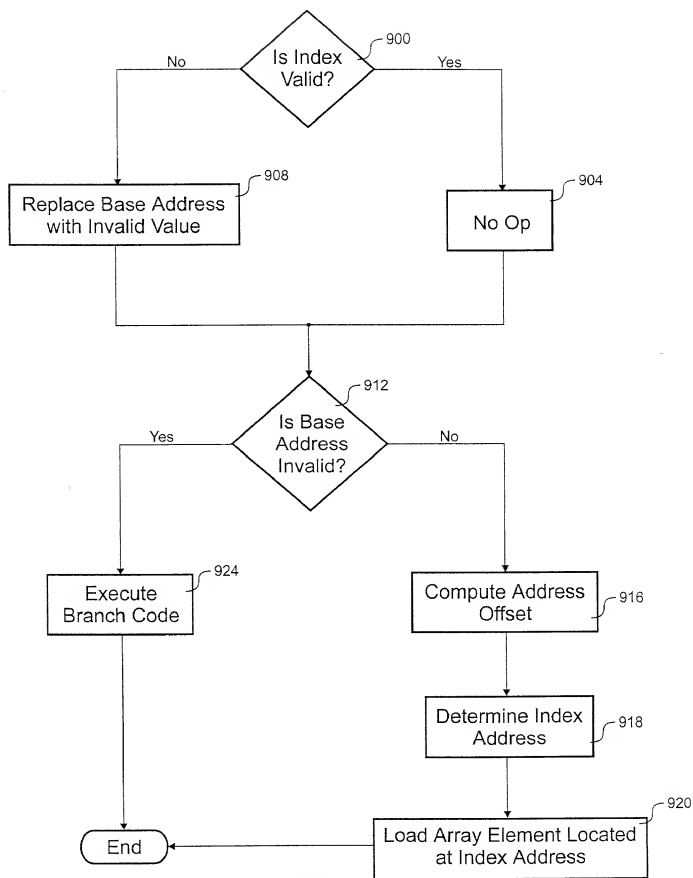 Is Index
Valid?
900
No
Yes
Replace Base Address
with Invalid Value
908
No Op
904
Is Base
Address
Invalid?
912
Yes
No
Execute
Branch Code
924
Compute Address
Offset
916
Determine Index
Address
918
Load Array Element Located
at Index Address
920
End